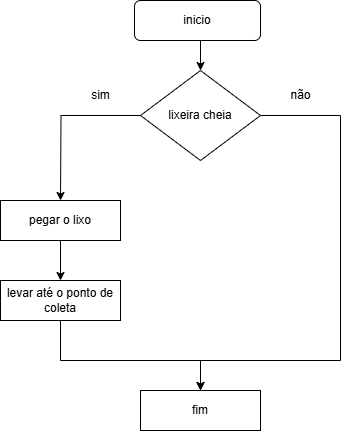 inicio
sim
não
lixeira cheia
pegar o lixo
levar até o ponto de
coleta
fim